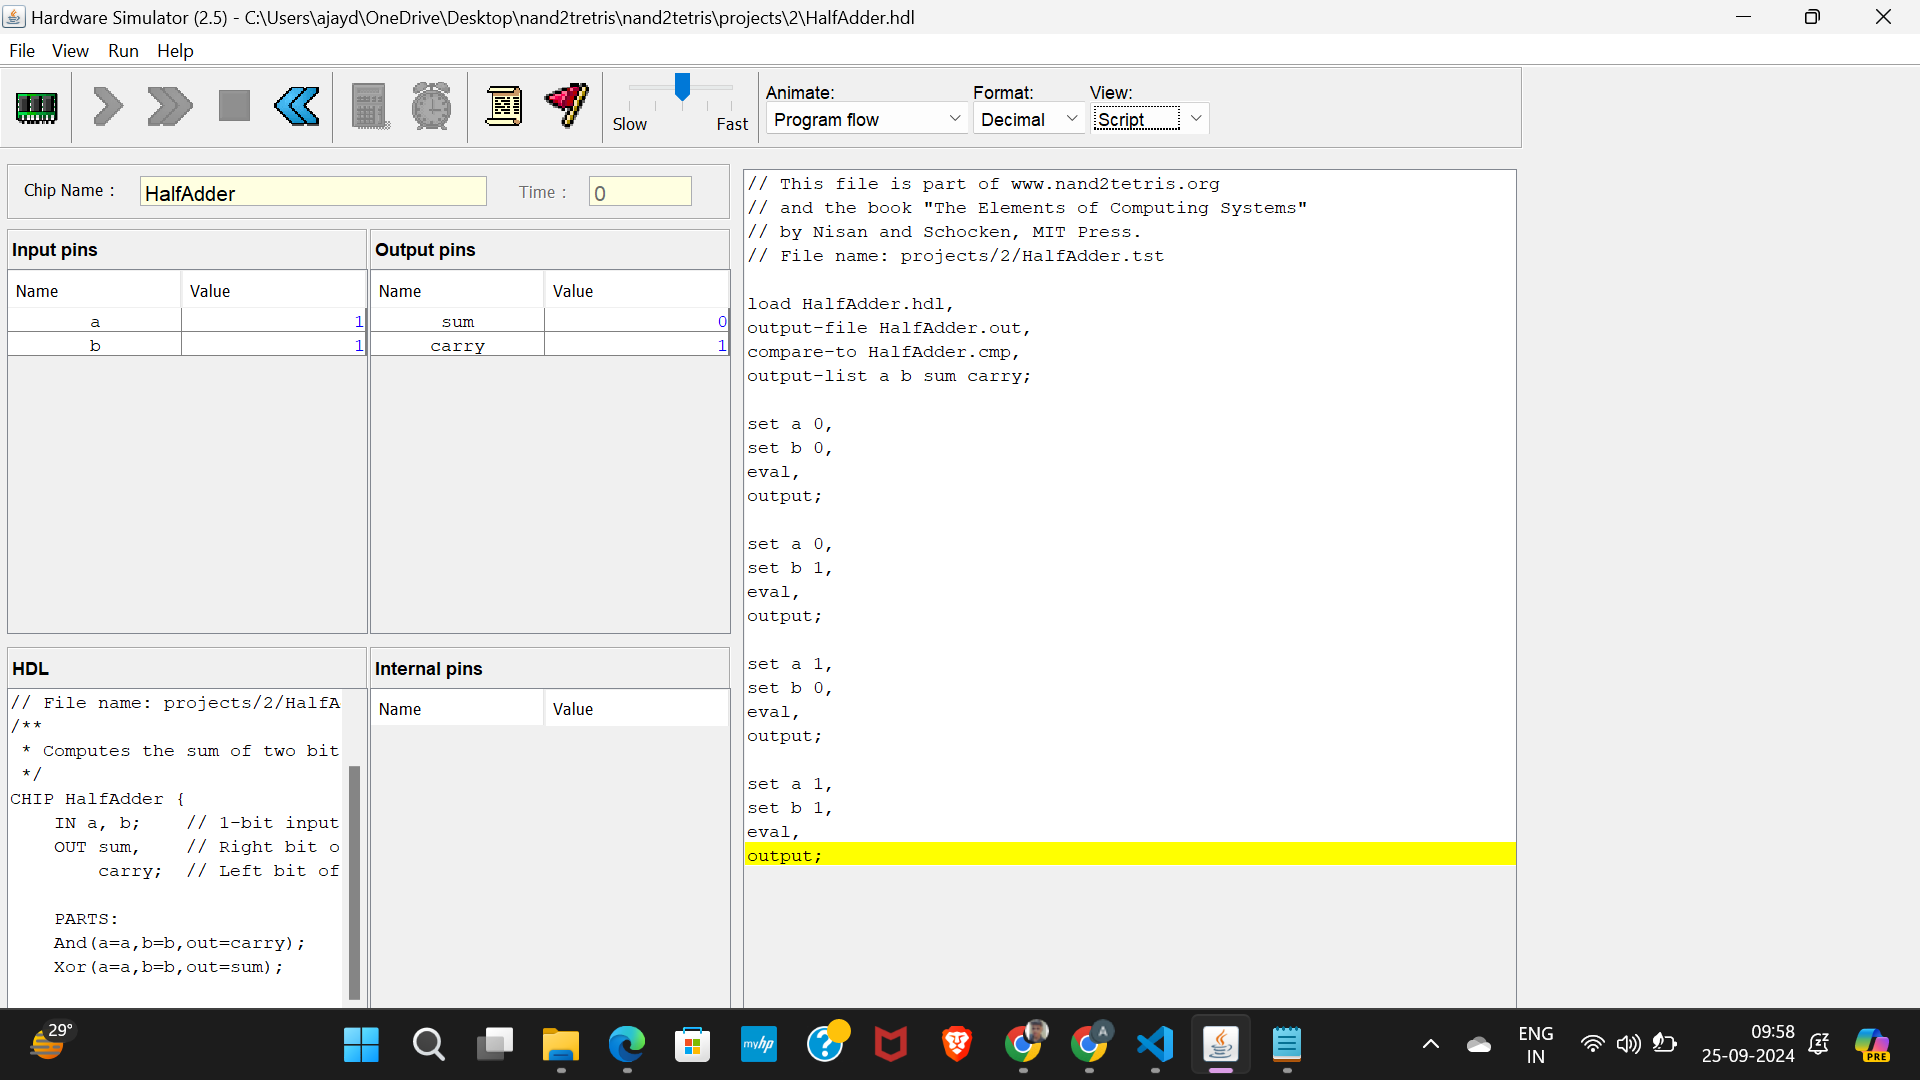 Hardware Simulator (2.5) - C:\Users\ajayd\OneDrive\Desktop\nand2tretris\nand2tetris\projects\2\HalfAdder.hdl
File View Run Help
Slow Fast
Animate: Format: View:
Program flow Decimal Script
Chip Name : HalfAdder Time : 0
Input pins
Name Value
a 1
b 1
Output pins
Name Value
sum 0
carry 1
HDL
// File name: projects/2/HalfA
/**
* Computes the sum of two bit
*/
CHIP HalfAdder {
IN a, b; // 1-bit input
OUT sum, // Right bit o
carry; // Left bit of
PARTS:
And(a=a,b=b,out=carry);
Xor(a=a,b=b,out=sum);
Internal pins
Name Value
// This file is part of www.nand2tetris.org
// and the book "The Elements of Computing Systems"
// by Nisan and Schocken, MIT Press.
// File name: projects/2/HalfAdder.tst
load HalfAdder.hdl,
output-file HalfAdder.out,
compare-to HalfAdder.cmp,
output-list a b sum carry;
set a 0,
set b 0,
eval,
output;
set a 0,
set b 1,
eval,
output;
set a 1,
set b 0,
eval,
output;
set a 1,
set b 1,
eval,
output;
29°
myhp
A
ENG
IN
09:58
25-09-2024
PRE